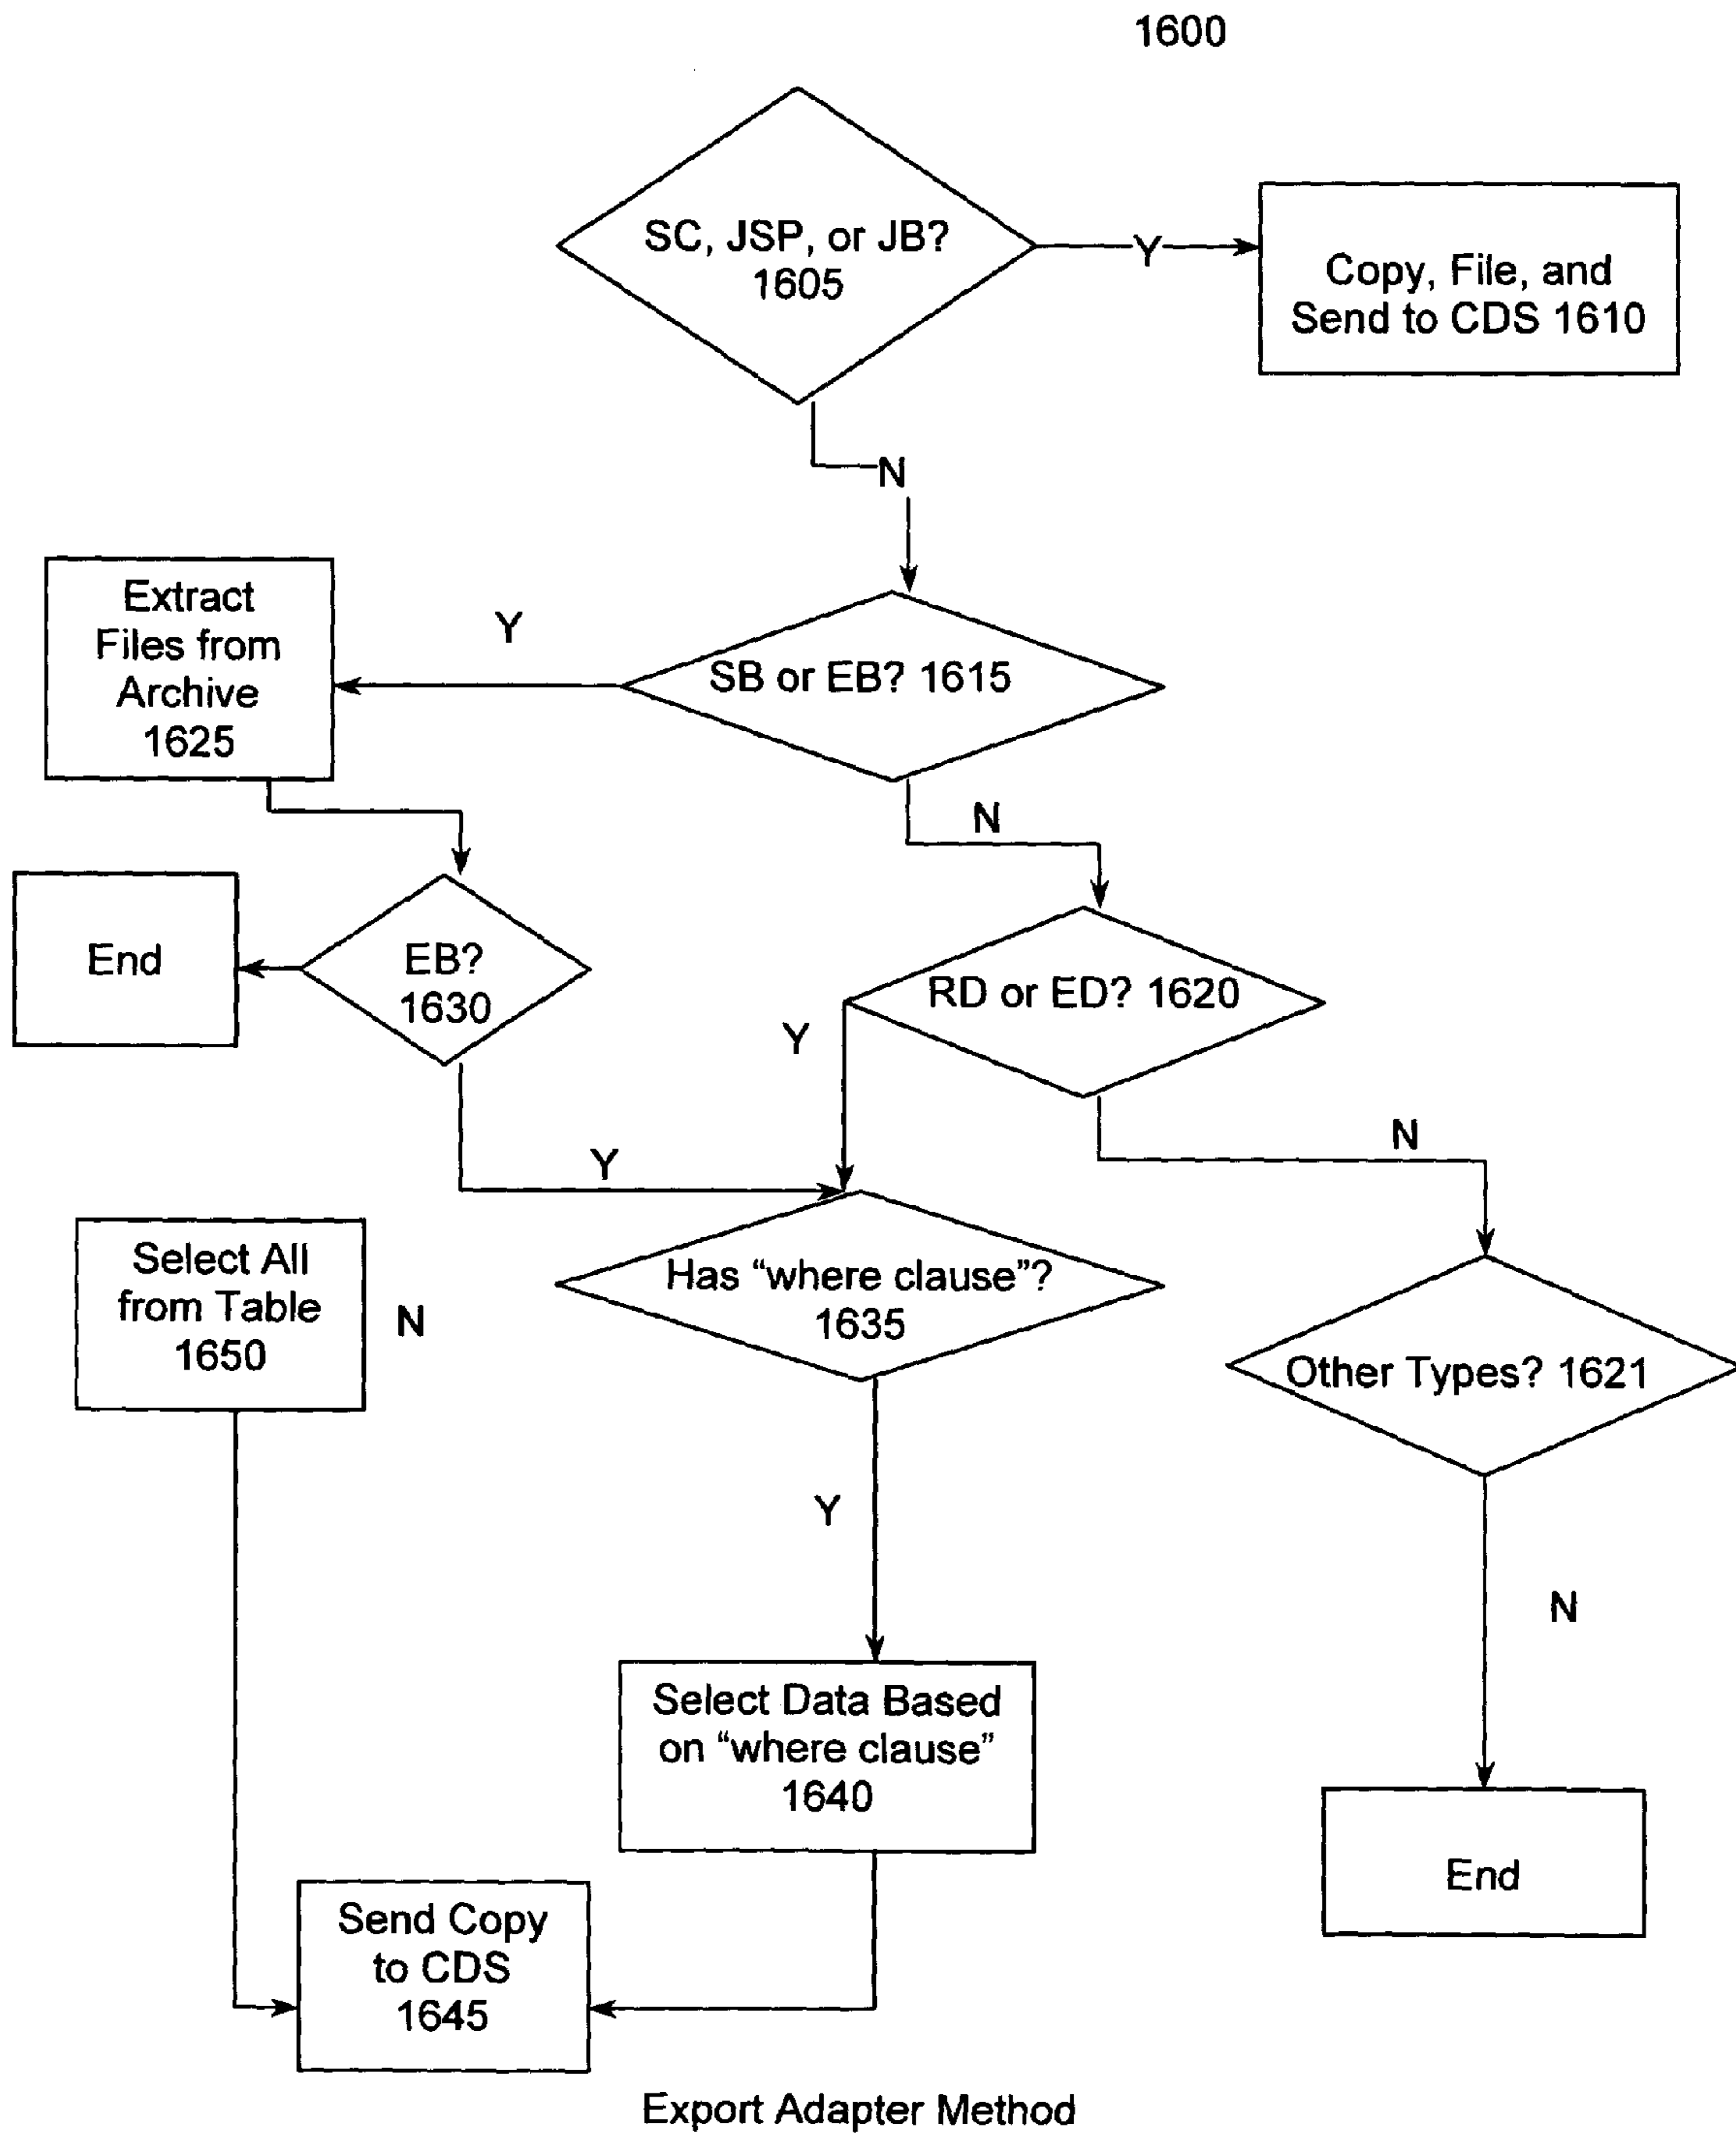 1600
SC, JSP, or JB?
1605
Y
Copy, File, and
Send to CDS 1610
N
Extract
Files from
Archive
1625
Y
SB or EB? 1615
N
End
EB?
1630
RD or ED? 1620
Y
N
Y
Select All
from Table
1650
N
Has “where clause”?
1635
Other Types? 1621
Y
N
Select Data Based
on “where clause”
1640
End
Send Copy
to CDS
1645
Export Adapter Method